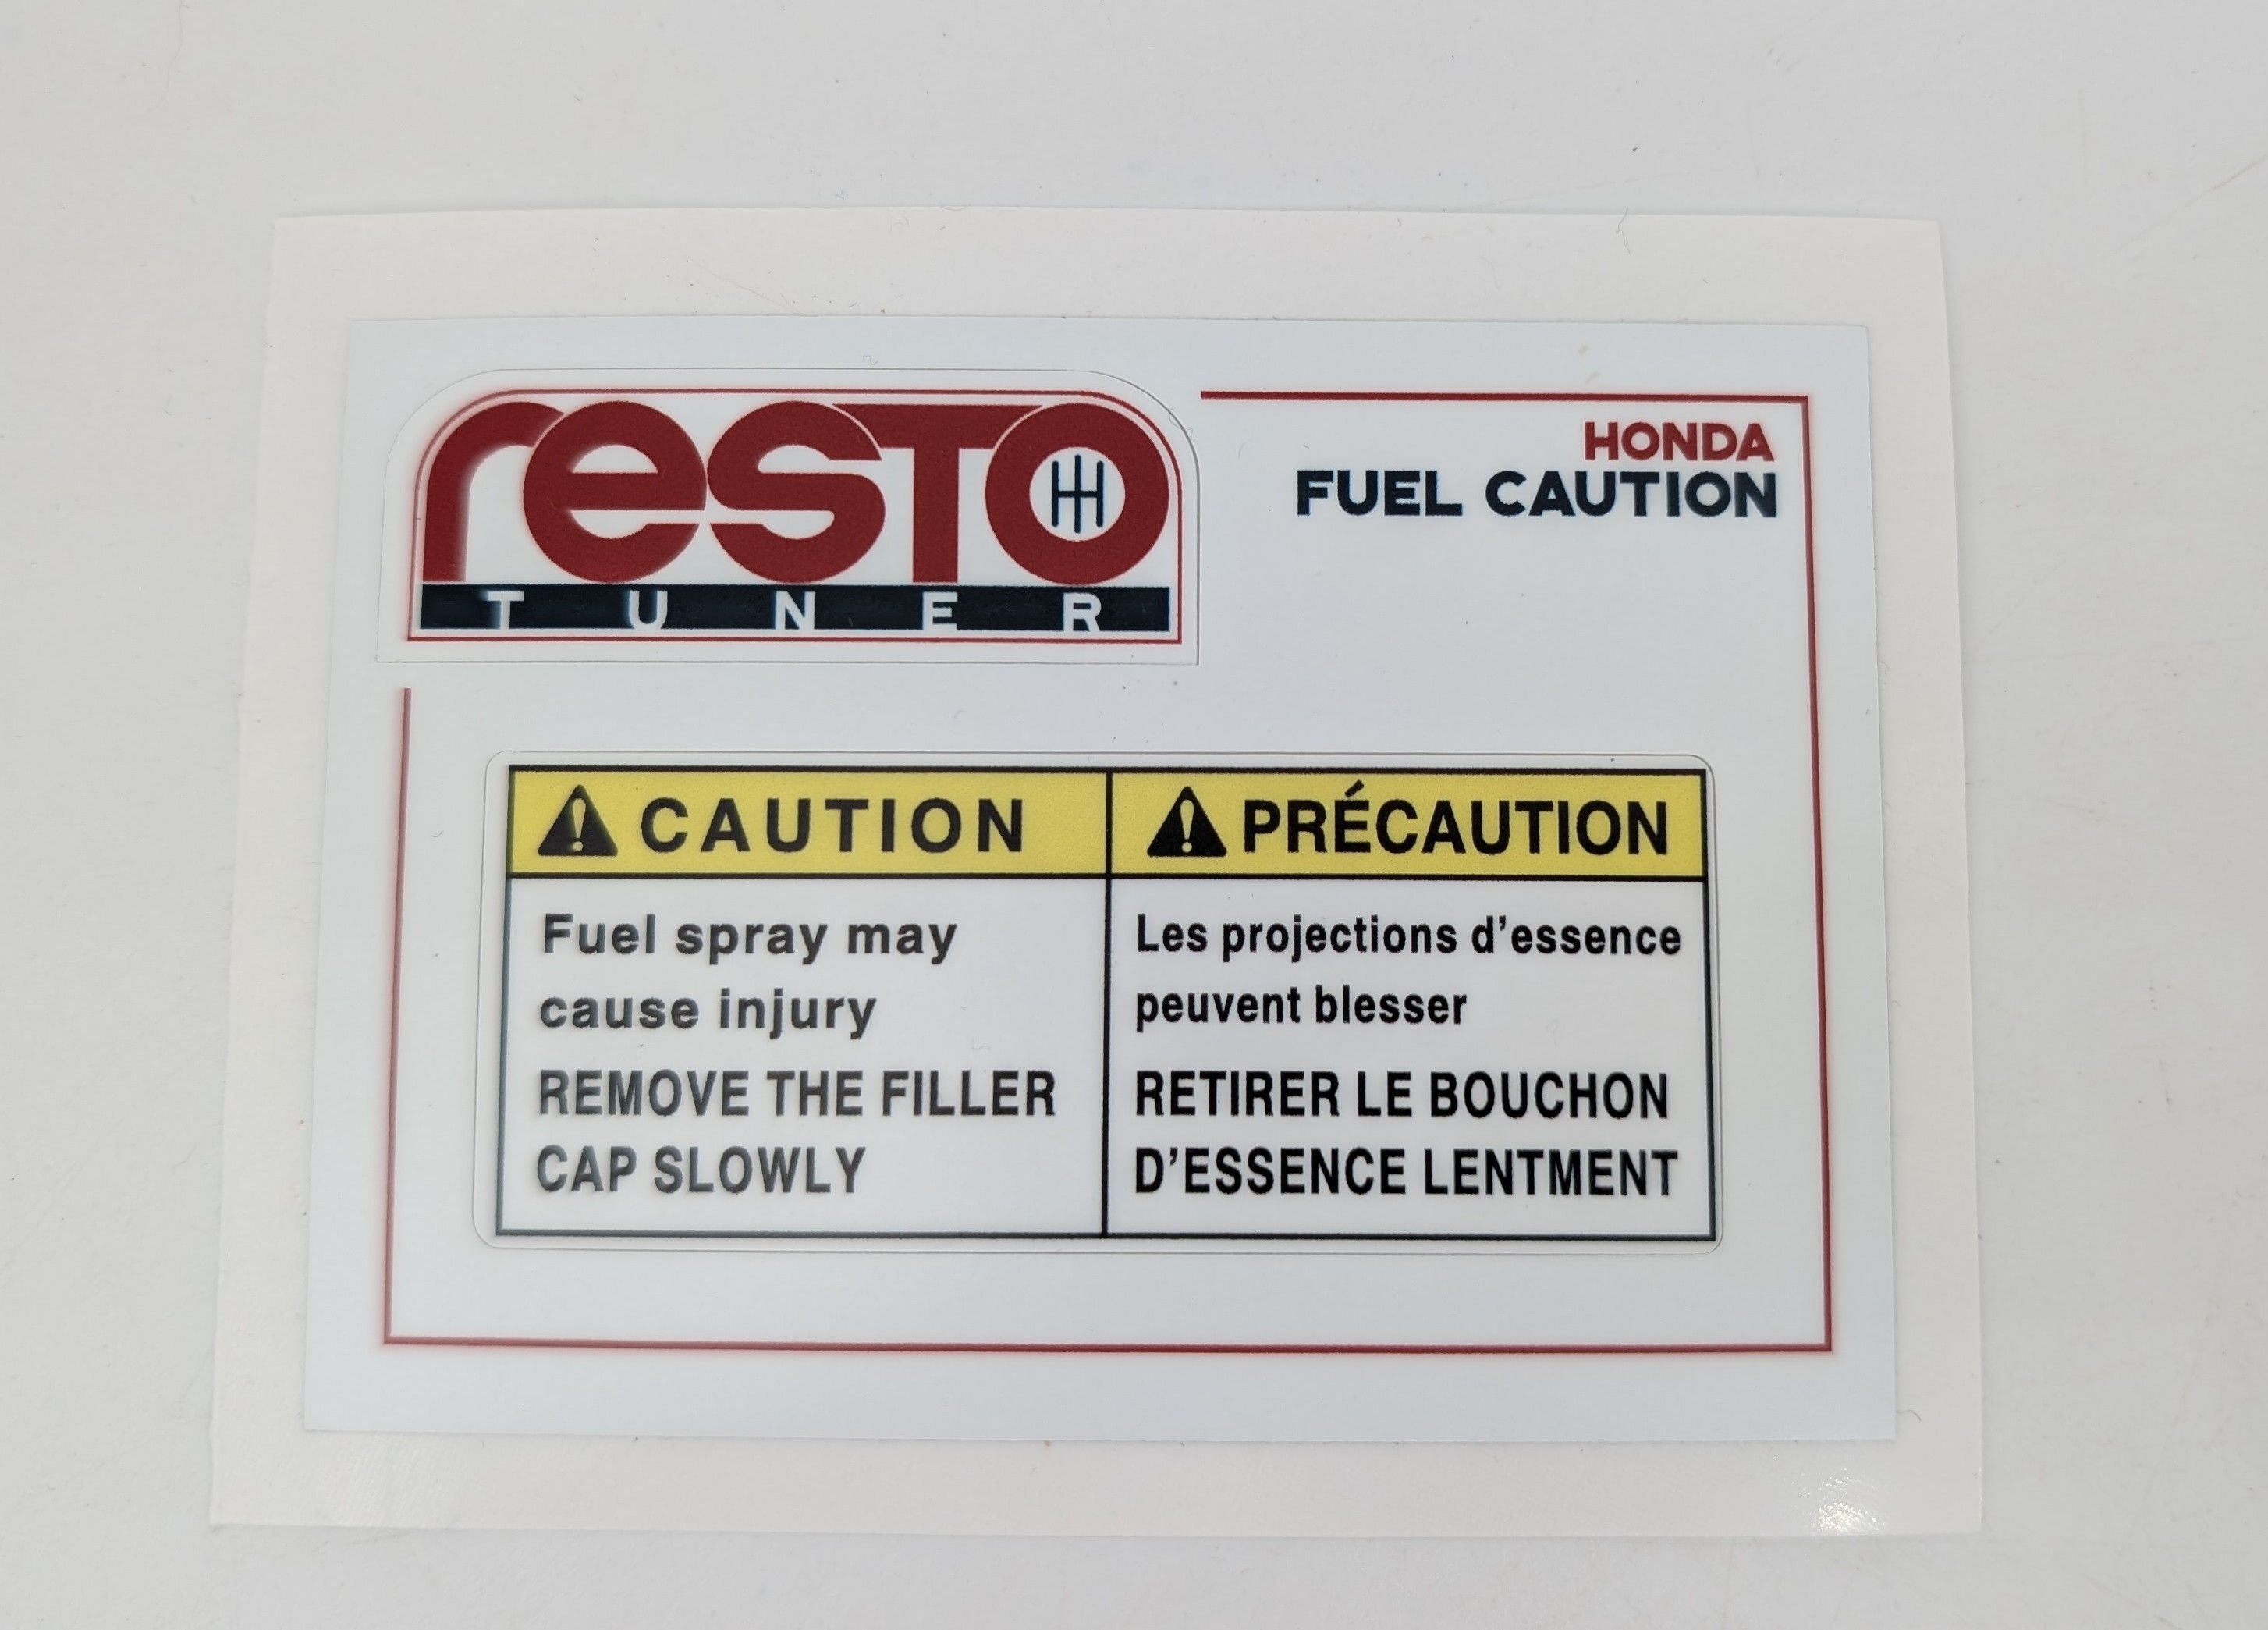 resto
TUNER
HONDA
FUEL CAUTION
CAUTION
Fuel spray may
cause injury
REMOVE THE FILLER
CAP SLOWLY
PRÉCAUTION
Les projections d'essence
peuvent blesser
RETIRER LE BOUCHON
D'ESSENCE LENTMENT